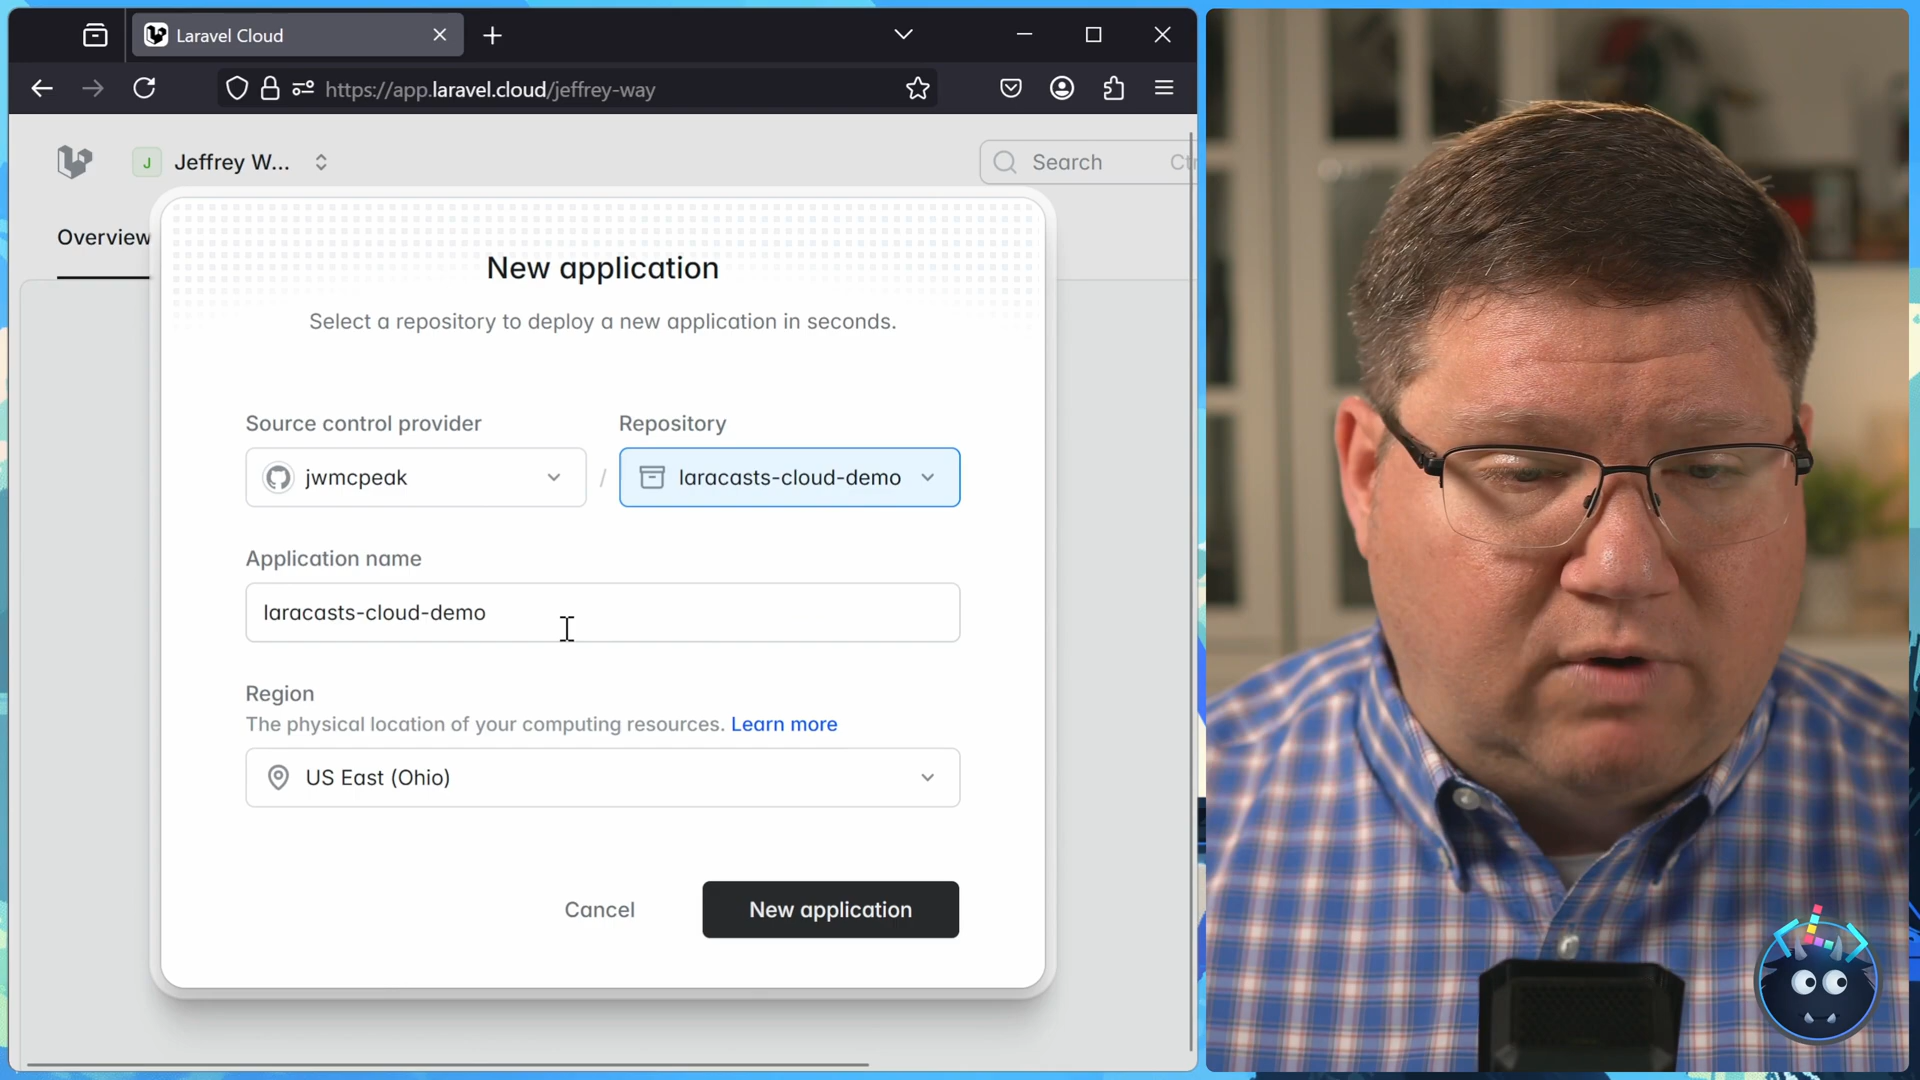 Laravel Cloud
https://app.laravel.cloud/jeffrey-way
J
Jeffrey W...
Search
Overview
New application
Select a repository to deploy a new application in seconds.
Source control provider
Repository
jwmcpeak
/
laracasts-cloud-demo
Application name
laracasts-cloud-demo
Region
The physical location of your computing resources. Learn more
US East (Ohio)
Cancel
New application